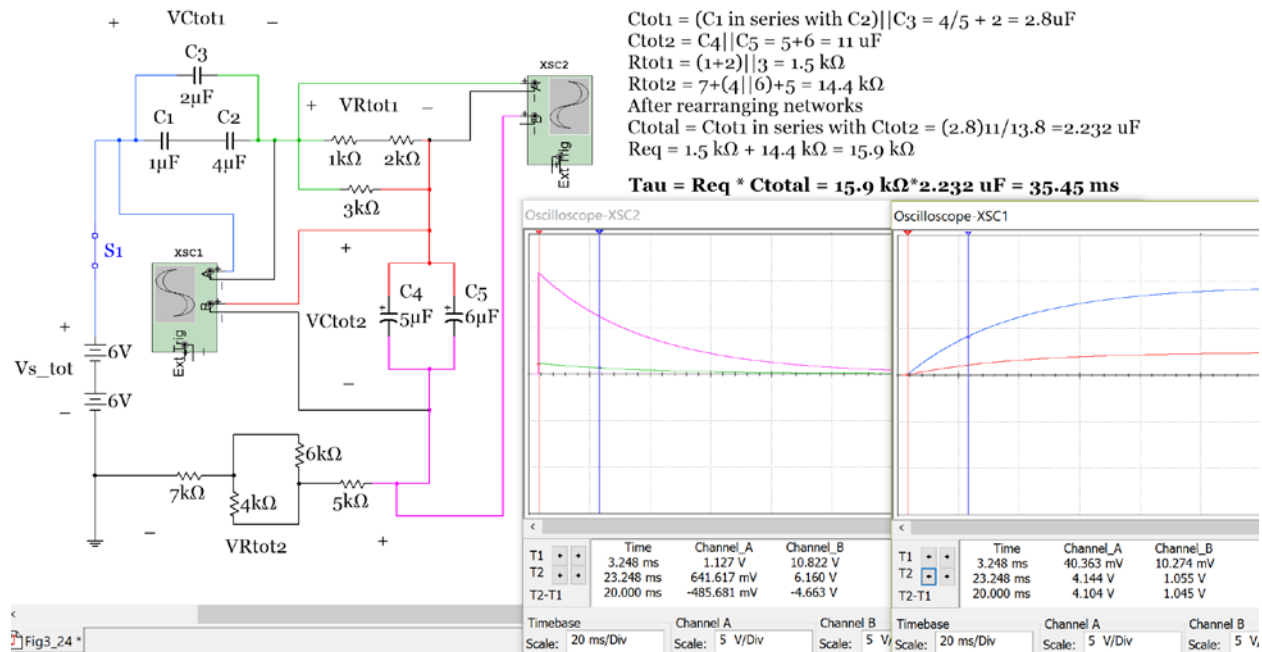 VCtot1
+
–
C3
2µF
C1
C2
1µF
4µF
Ctot1 = (C1 in series with C2)||C3 = 4/5 + 2 = 2.8uF
Ctot2 = C4||C5 = 5+6 = 11 uF
Rtot1 = (1+2)||3 = 1.5 kΩ
Rtot2 = 7+(4||6)+5 = 14.4 kΩ
After rearranging networks
Ctotal = Ctot1 in series with Ctot2 = (2.8)11/13.8 =2.232 uF
Req = 1.5 kΩ + 14.4 kΩ = 15.9 kΩ
Tau = Req * Ctotal = 15.9 kΩ*2.232 uF = 35.45 ms
XSC2
A
B
Ext Trig
+ VRtot1 –
1kΩ
2kΩ
3kΩ
S1
XSC1
A
B
Ext Trig
+
VCtot2
–
C4
5µF
C5
6µF
+
Vs_tot
–
6V
6V
6kΩ
7kΩ
4kΩ
5kΩ
–
VRtot2
+
Fig3_24 *
Oscilloscope-XSC2
T1
T2
T2-T1
Time Channel_A Channel_B
3.248 ms 1.127 V 10.822 V
23.248 ms 641.617 mV 6.160 V
20.000 ms -485.681 mV -4.663 V
Timebase
Scale: 20 ms/Div
Channel A
Scale: 5 V/Div
Channel B
Scale: 5 V/
Oscilloscope-XSC1
T1
T2
T2-T1
Time Channel_A Channel_B
3.248 ms 40.363 mV 10.274 mV
23.248 ms 4.144 V 1.055 V
20.000 ms 4.104 V 1.045 V
Timebase
Scale: 20 ms/Div
Channel A
Scale: 5 V/Div
Channel B
Scale: 5 V/